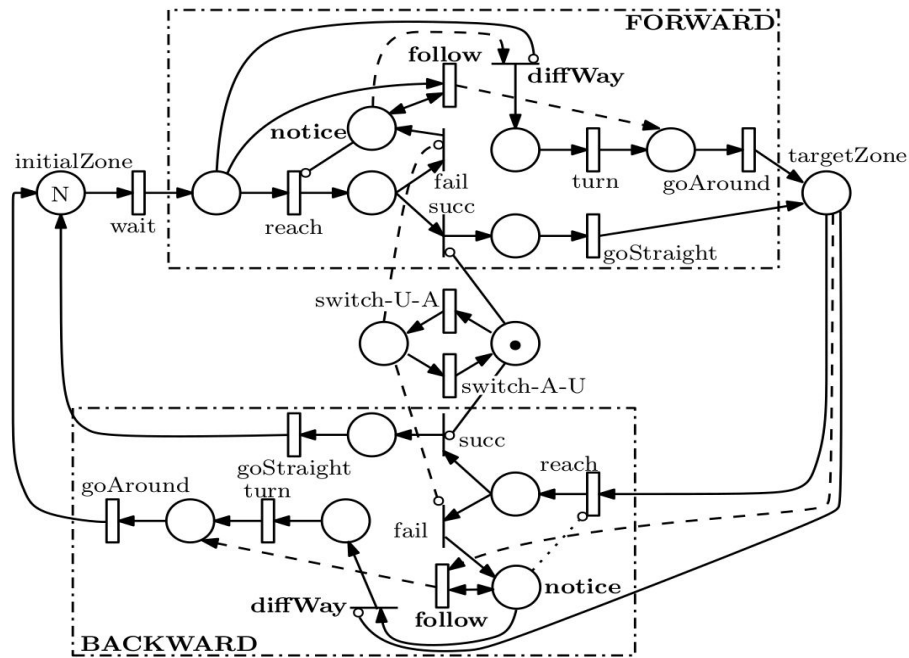 FORWARD
follow
diffWay
notice
initialZone
targetZone
N
fail
turn
goAround
succ
wait
reach
goStraight
switch-U-A
switch-A-U
succ
reach
goStraight
goAround
turn
fail
notice
diffWay
follow
BACKWARD